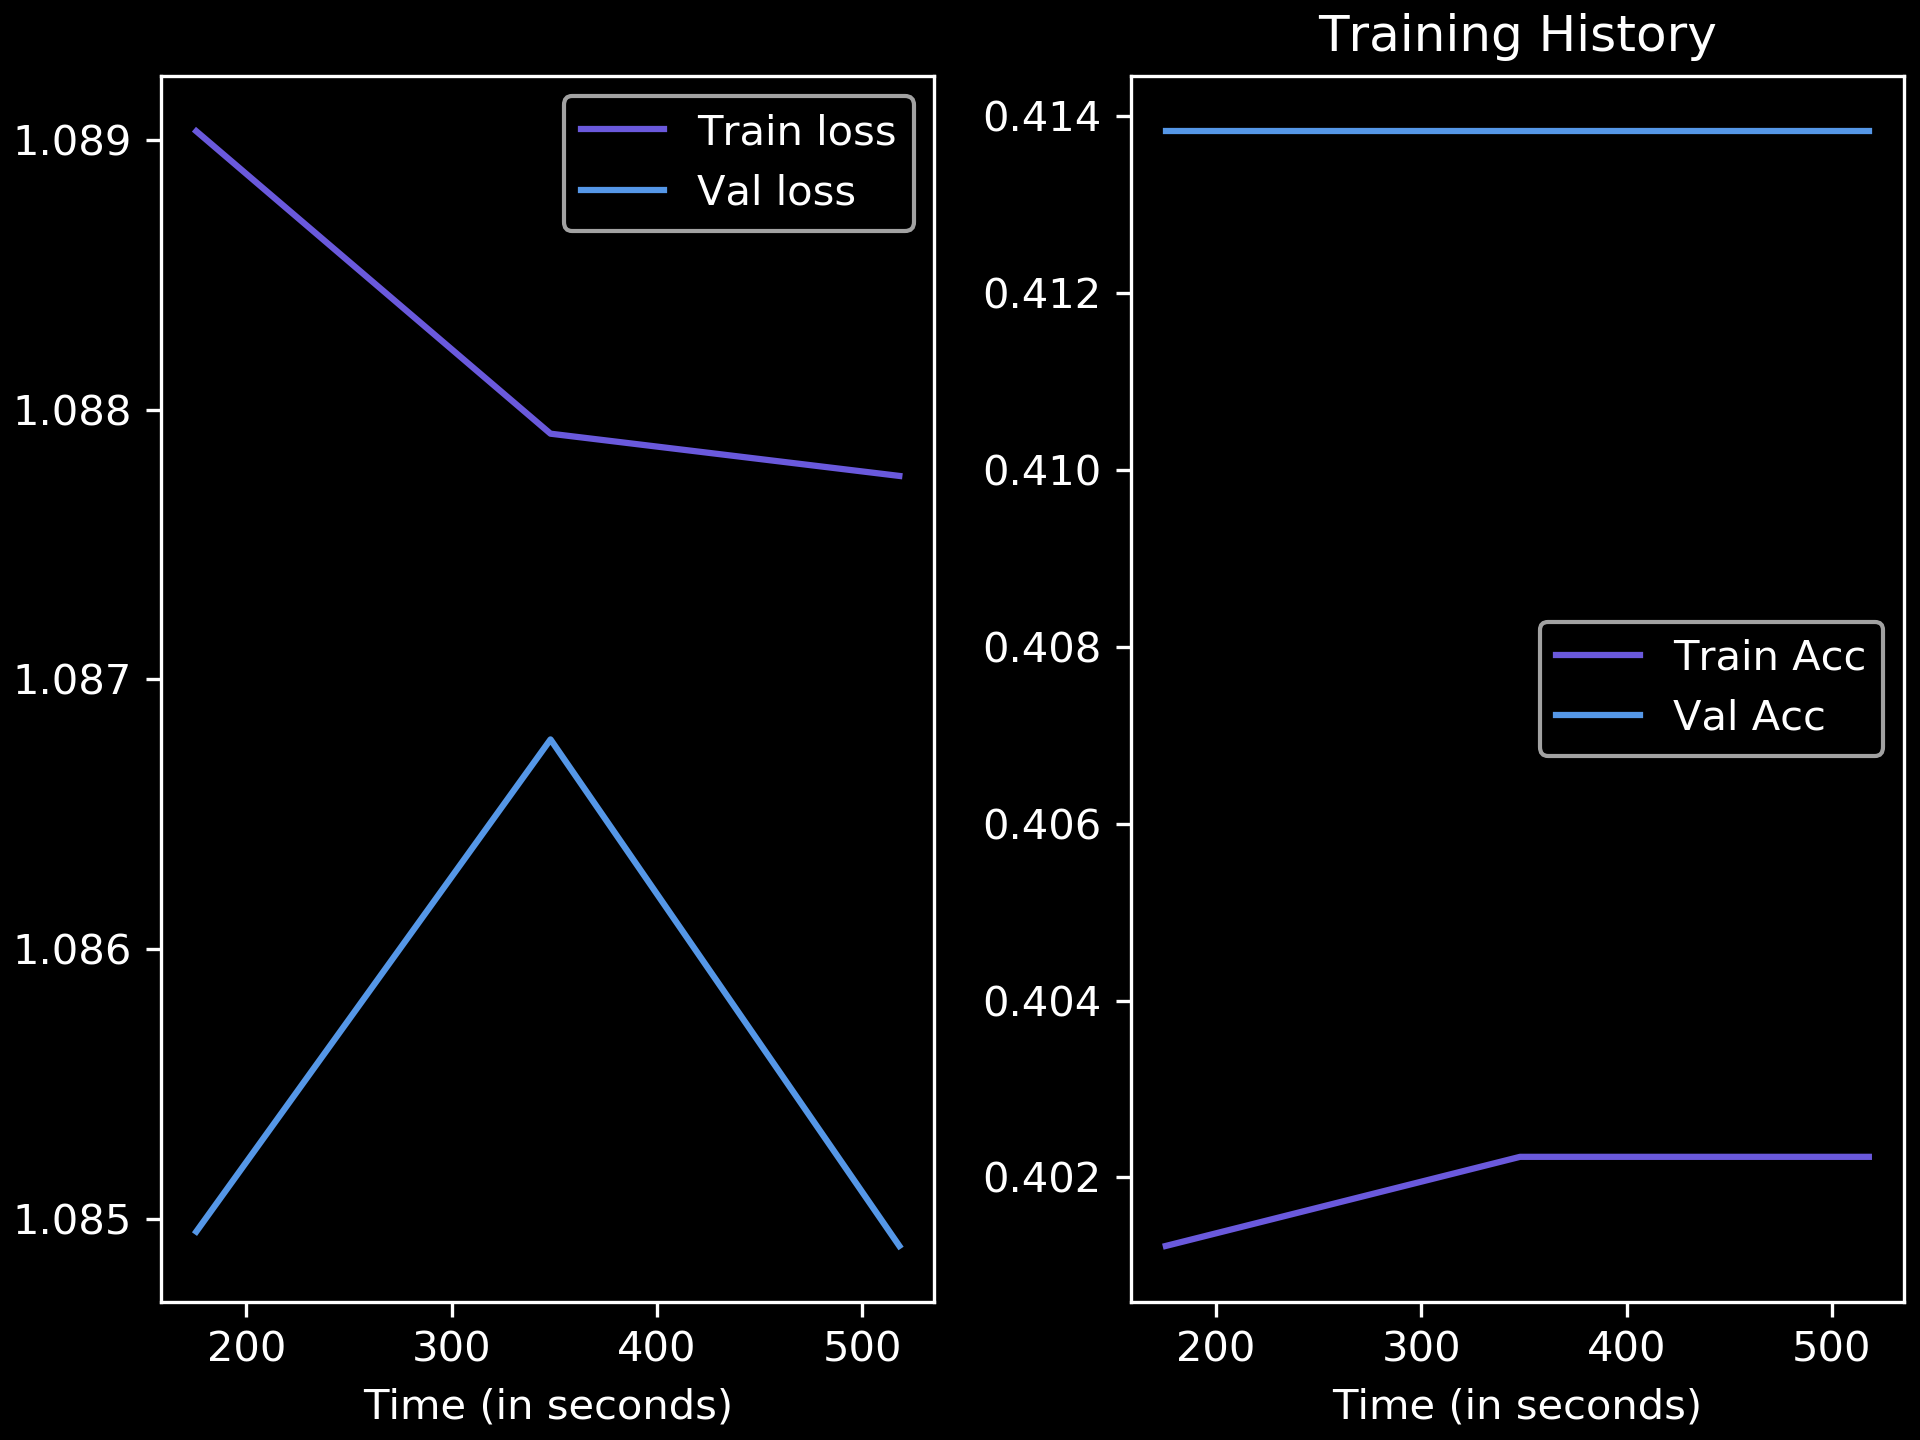 Training History
1.089
1.088
1.087
1.086
1.085
Train loss
Val loss
200 300 400 500
Time (in seconds)
0.414
0.412
0.410
0.408
0.406
0.404
0.402
Train Acc
Val Acc
200 300 400 500
Time (in seconds)